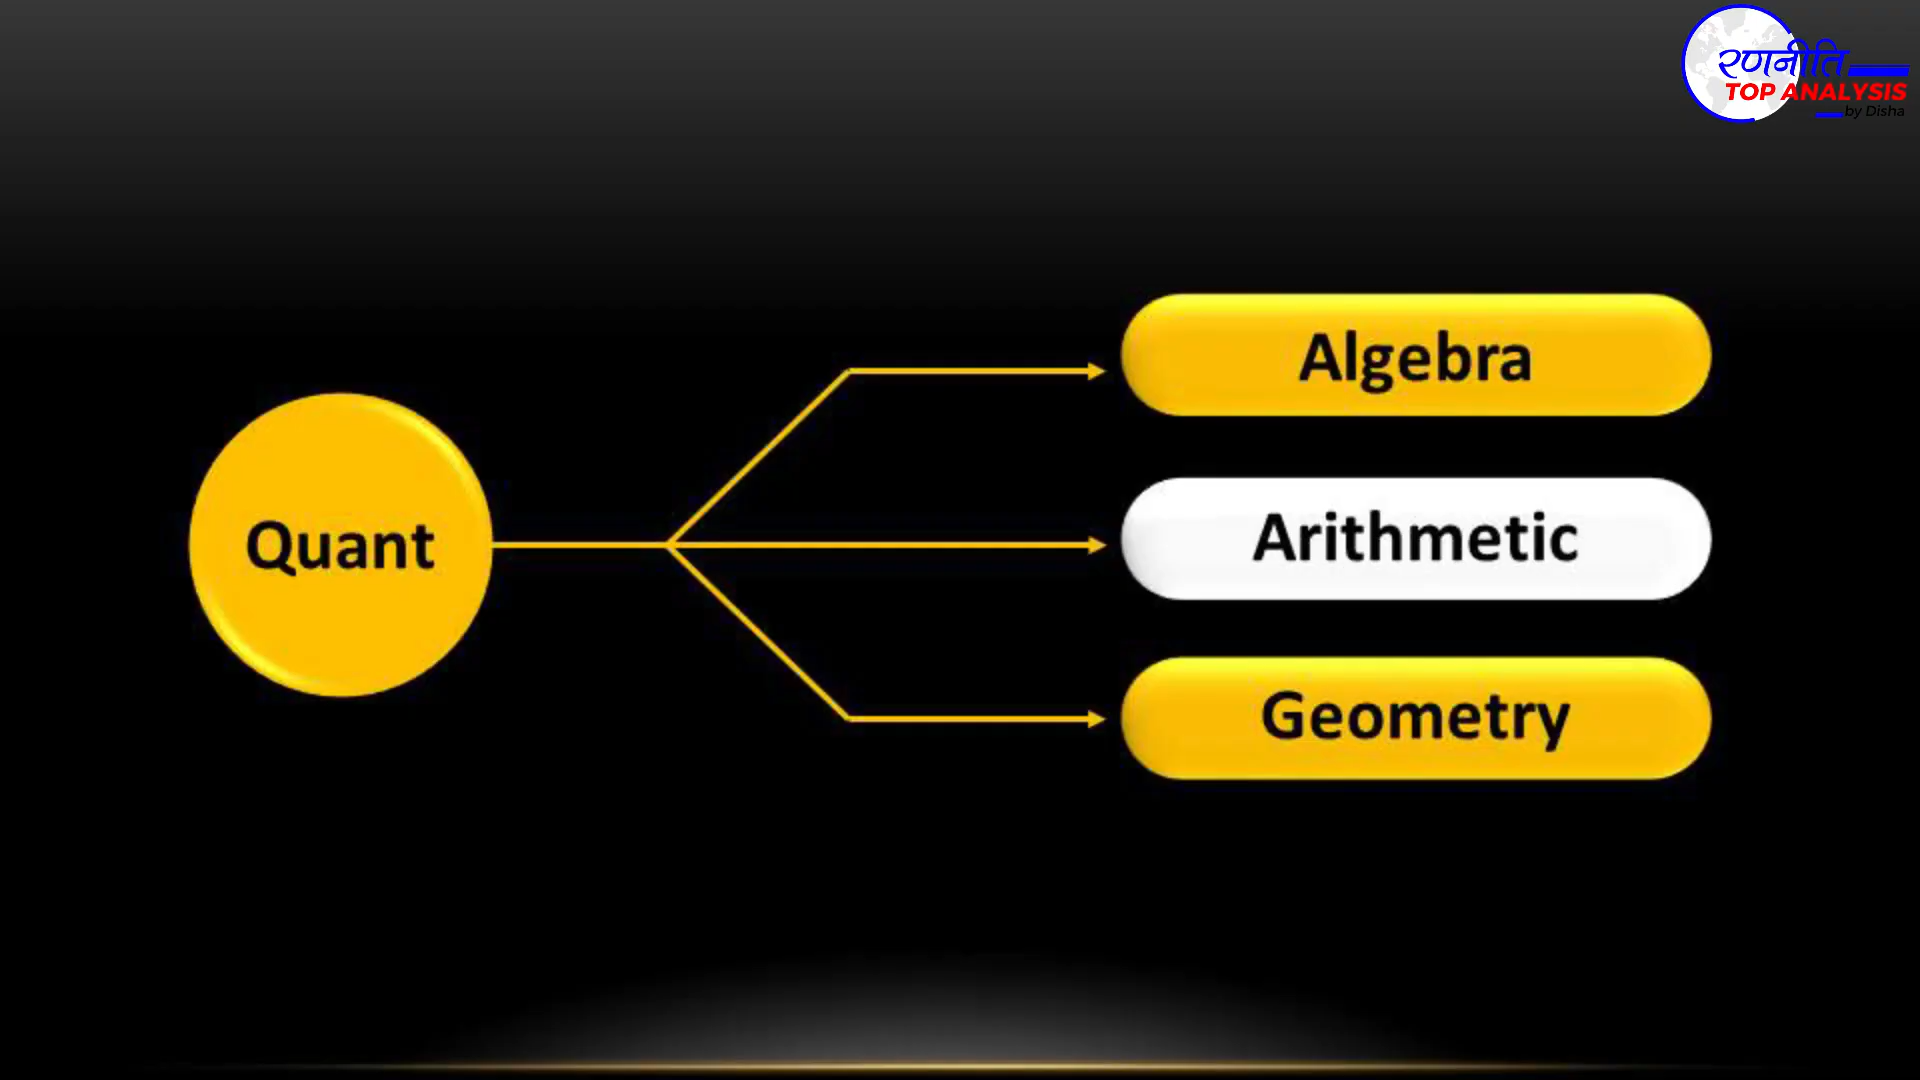 रणनीति
TOP ANALYSIS
by Disha
Algebra
Quant
Arithmetic
Geometry